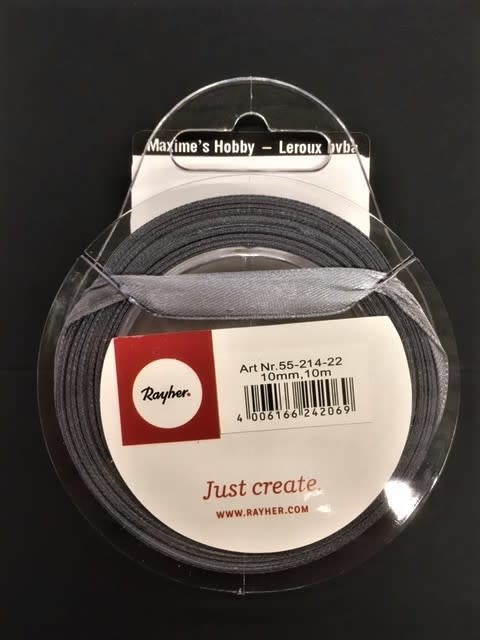 Maxime's Hobby – Leroux bvba
Art Nr.55-214-22
10mm,10m
Rayher.
4 006166 242069
Just create.
WWW.RAYHER.COM